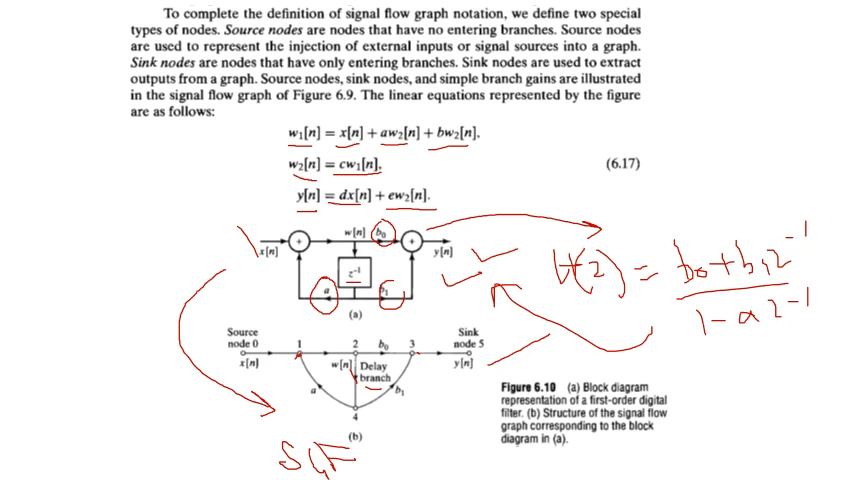 To complete the definition of signal flow graph notation, we define two special
types of nodes. Source nodes are nodes that have no entering branches. Source nodes
are used to represent the injection of external inputs or signal sources into a graph.
Sink nodes are nodes that have only entering branches. Sink nodes are used to extract
outputs from a graph. Source nodes, sink nodes, and simple branch gains are illustrated
in the signal flow graph of Figure 6.9. The linear equations represented by the figure
are as follows:
w₁[n] = x[n] + aw₂[n] + bw₂[n],
w₂[n] = cw₁[n],
(6.17)
y[n] = dx[n] + ew₂[n].
x[n]
+
w[n]
b₀
+
y[n]
z⁻¹
a
b₁
(a)
H(z) = b₀ + b₁z⁻¹
1 - az⁻¹
Source
node 0
1
2
b₀
3
Sink
node 5
x[n]
w[n]
Delay
branch
y[n]
a
b₁
4
(b)
Figure 6.10 (a) Block diagram
representation of a first-order digital
filter. (b) Structure of the signal flow
graph corresponding to the block
diagram in (a).